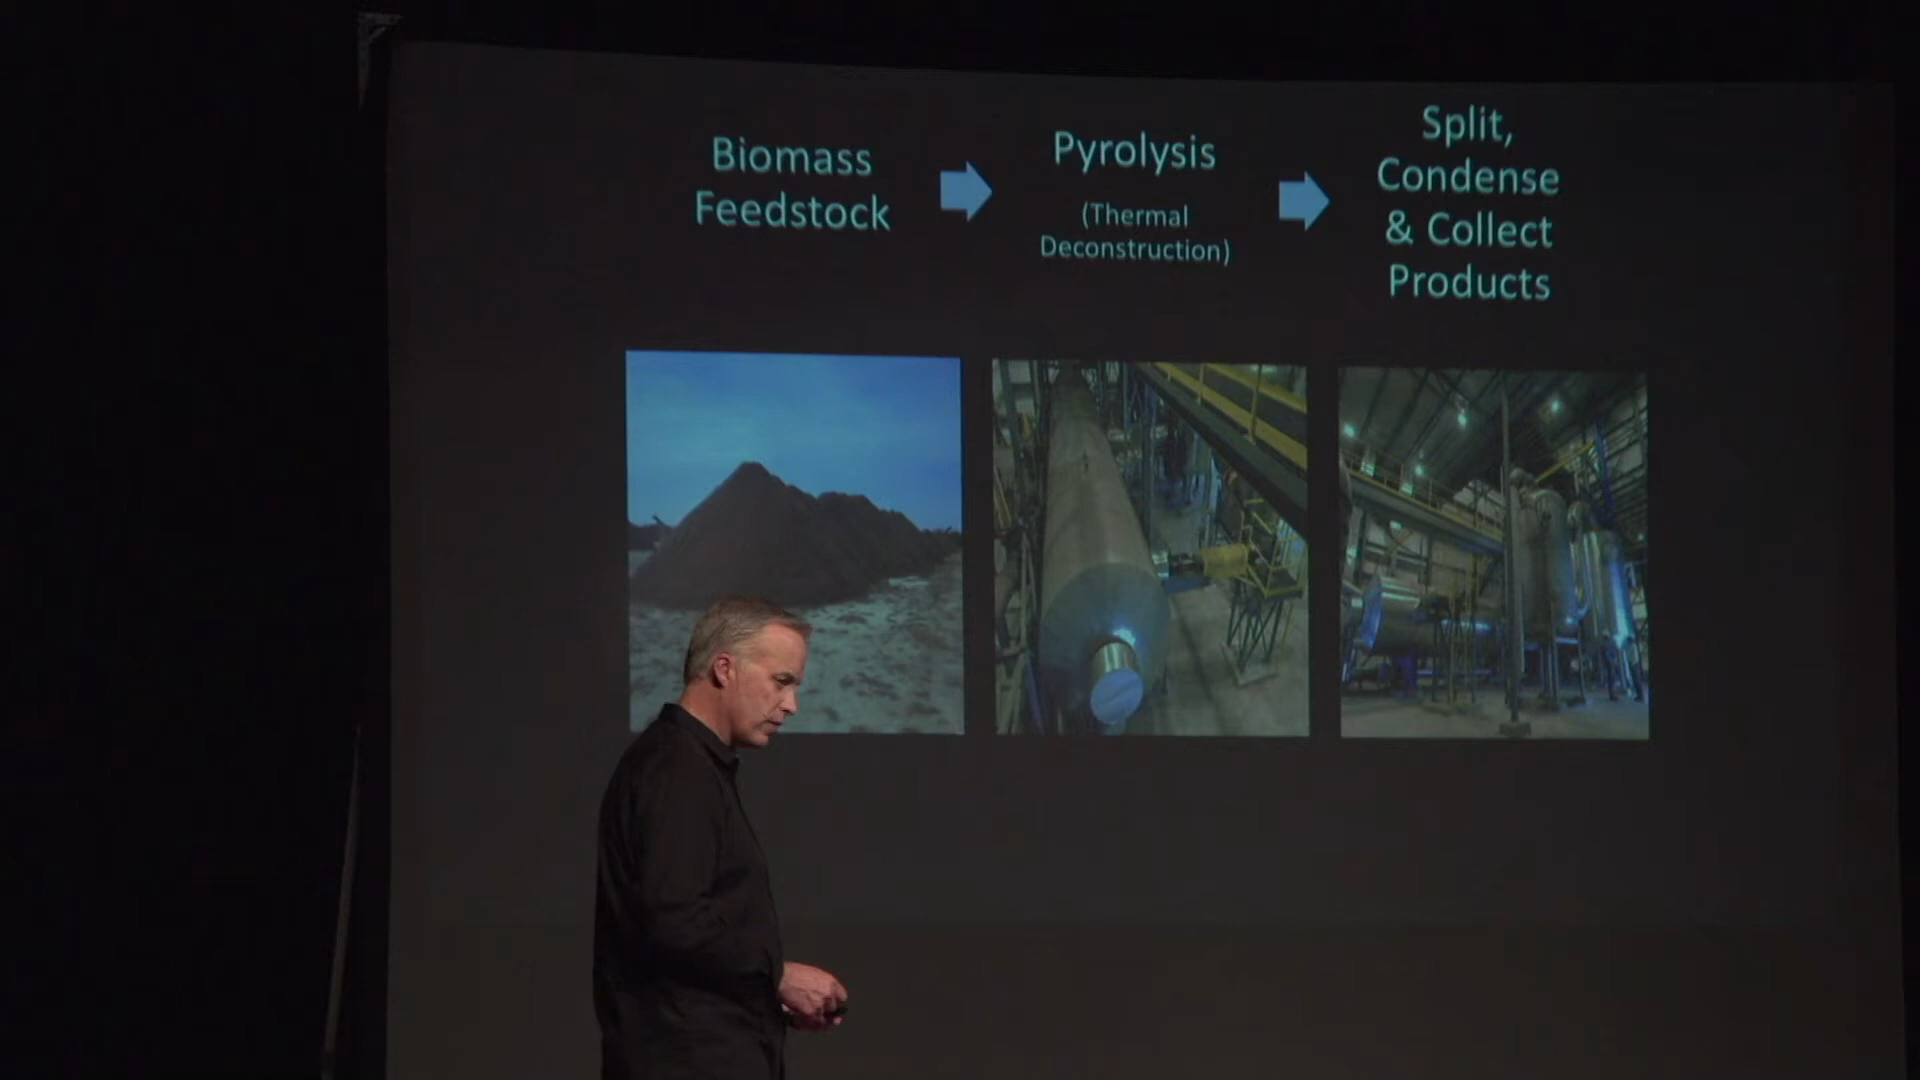 Biomass
Feedstock
Pyrolysis
(Thermal
Deconstruction)
Split,
Condense
& Collect
Products